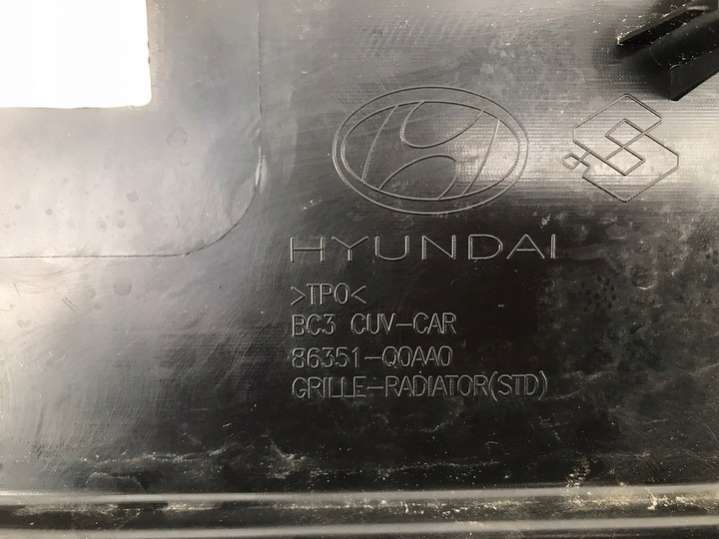 HYUNDAI
>TPO<
BC3 CUV-CAR
86351-Q0AA0
GRILLE-RADIATOR(STD)